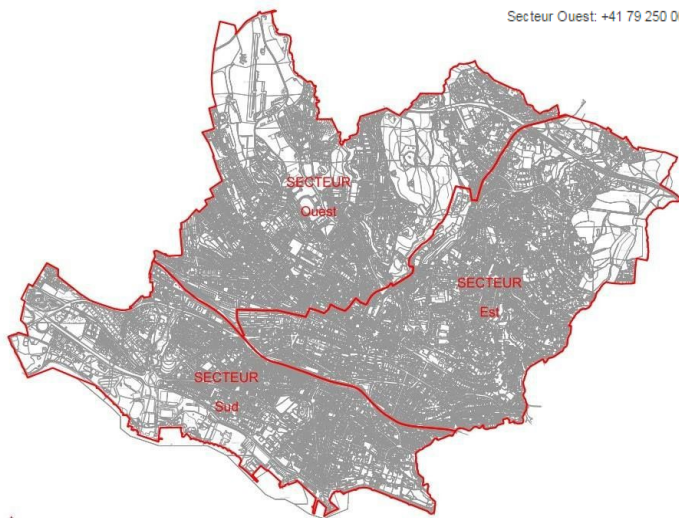 Secteur Ouest: +41 79 250
SECTEUR
Ouest
SECTEUR
Est
SECTEUR
Sud